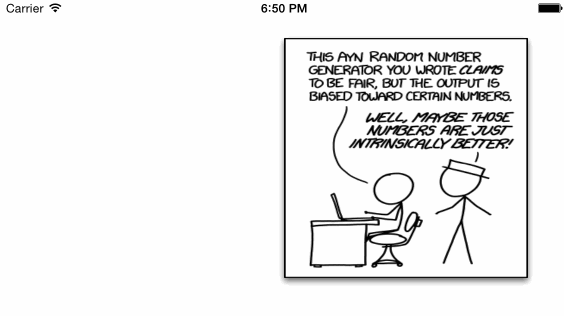 Carrier 6:50 PM
THIS AYN RANDOM NUMBER
GENERATOR YOU WROTE CLAIMS
TO BE FAIR, BUT THE OUTPUT IS
BIASED TOWARD CERTAIN NUMBERS.
WELL, MAYBE THOSE
NUMBERS ARE JUST
INTRINSICALLY BETTER!